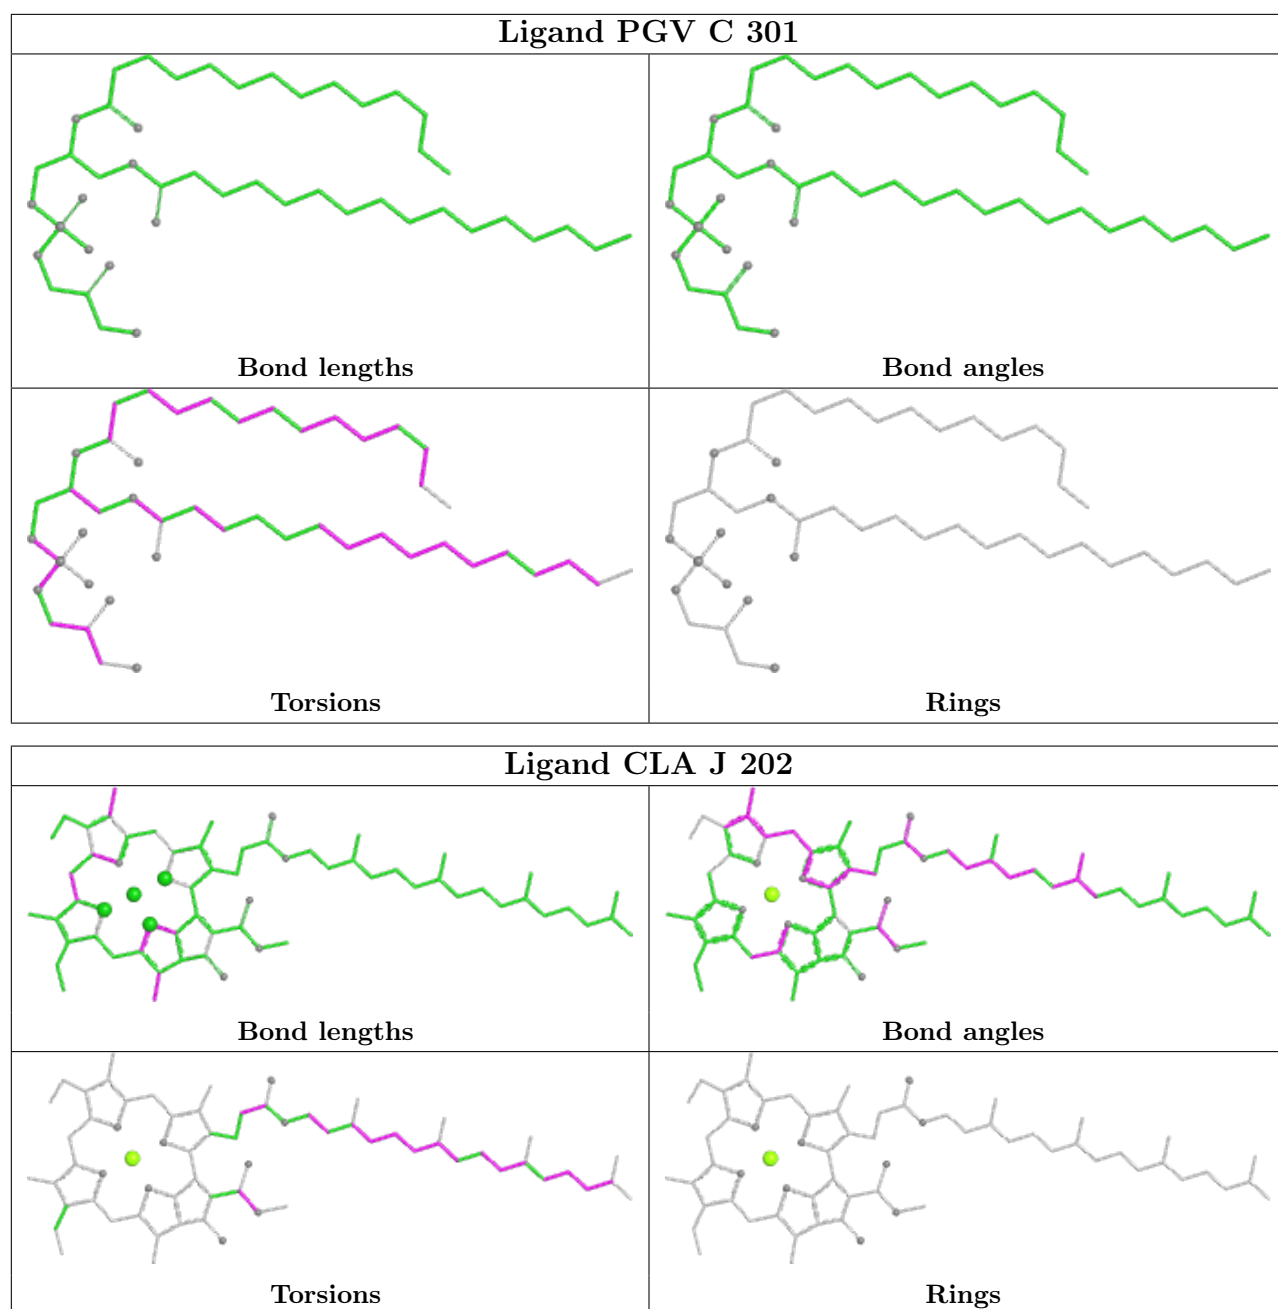 Ligand PGV C 301
Bond lengths
Bond angles
Torsions
Rings
Ligand CLA J 202
Bond lengths
Bond angles
Torsions
Rings